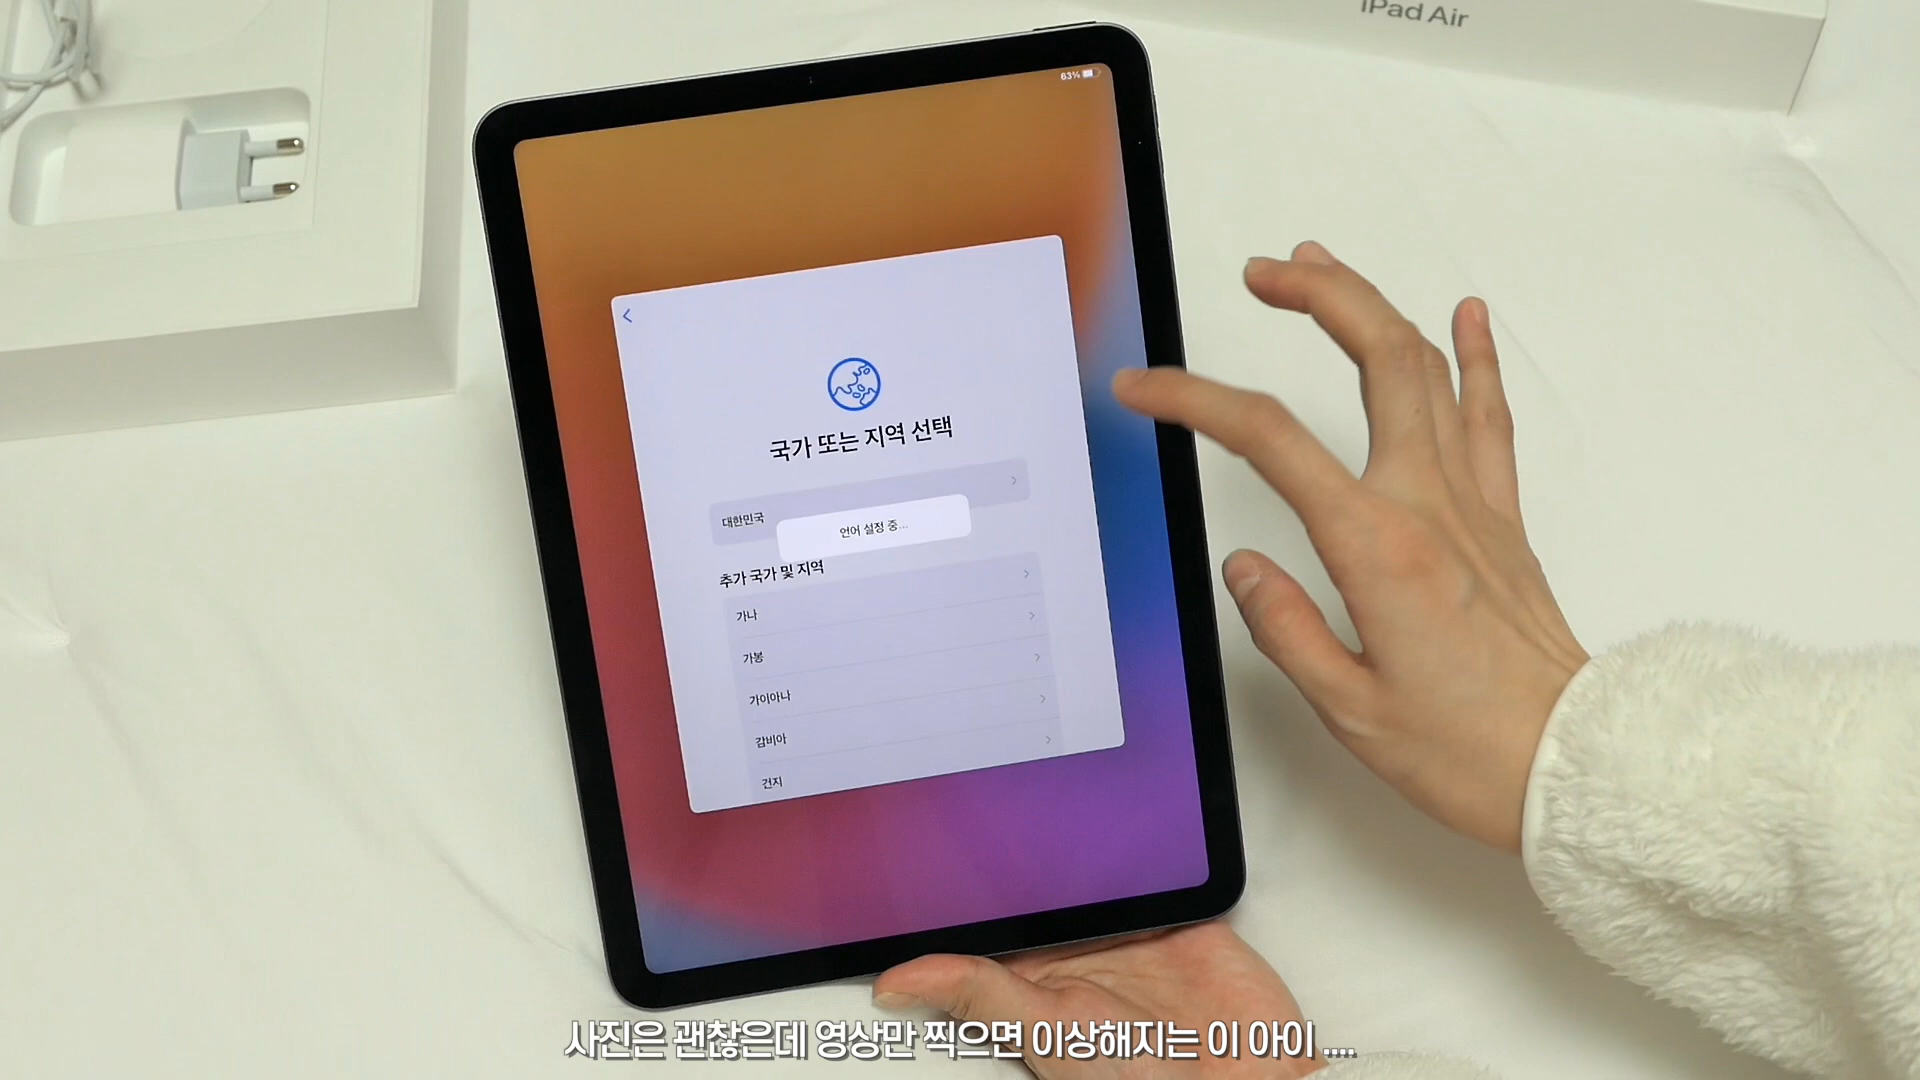 iPad Air
63%
국가 또는 지역 선택
대한민국
언어 설정 중...
추가 국가 및 지역
가나
가봉
가이아나
감비아
건지
사진은 괜찮은데 영상만 찍으면 이상해지는 이 아이 ....